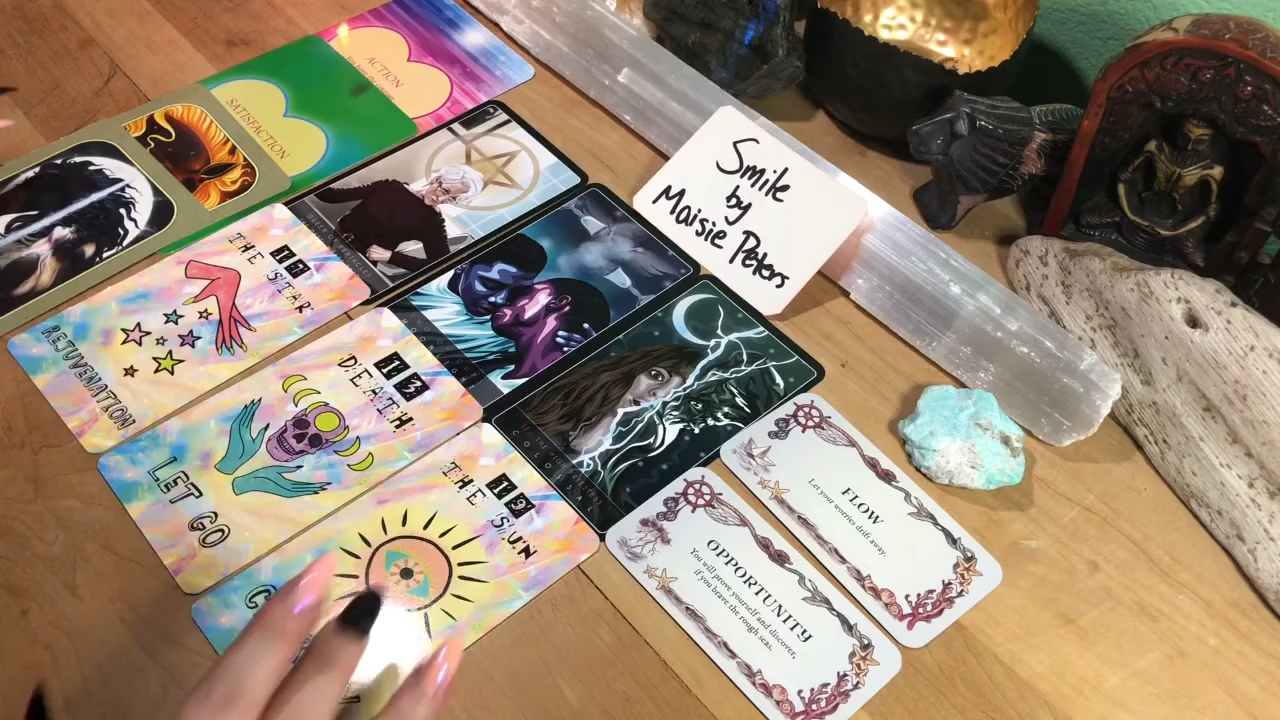 ACTION
SATISFACTION
Smile
by
Maisie Peters
17
THE STAR
REJUVENATION
13
DEATH
LET GO
19
THE SUN
FLOW
Let your worries drift away.
OPPORTUNITY
You will prove yourself and discover,
if you brave the rough seas.